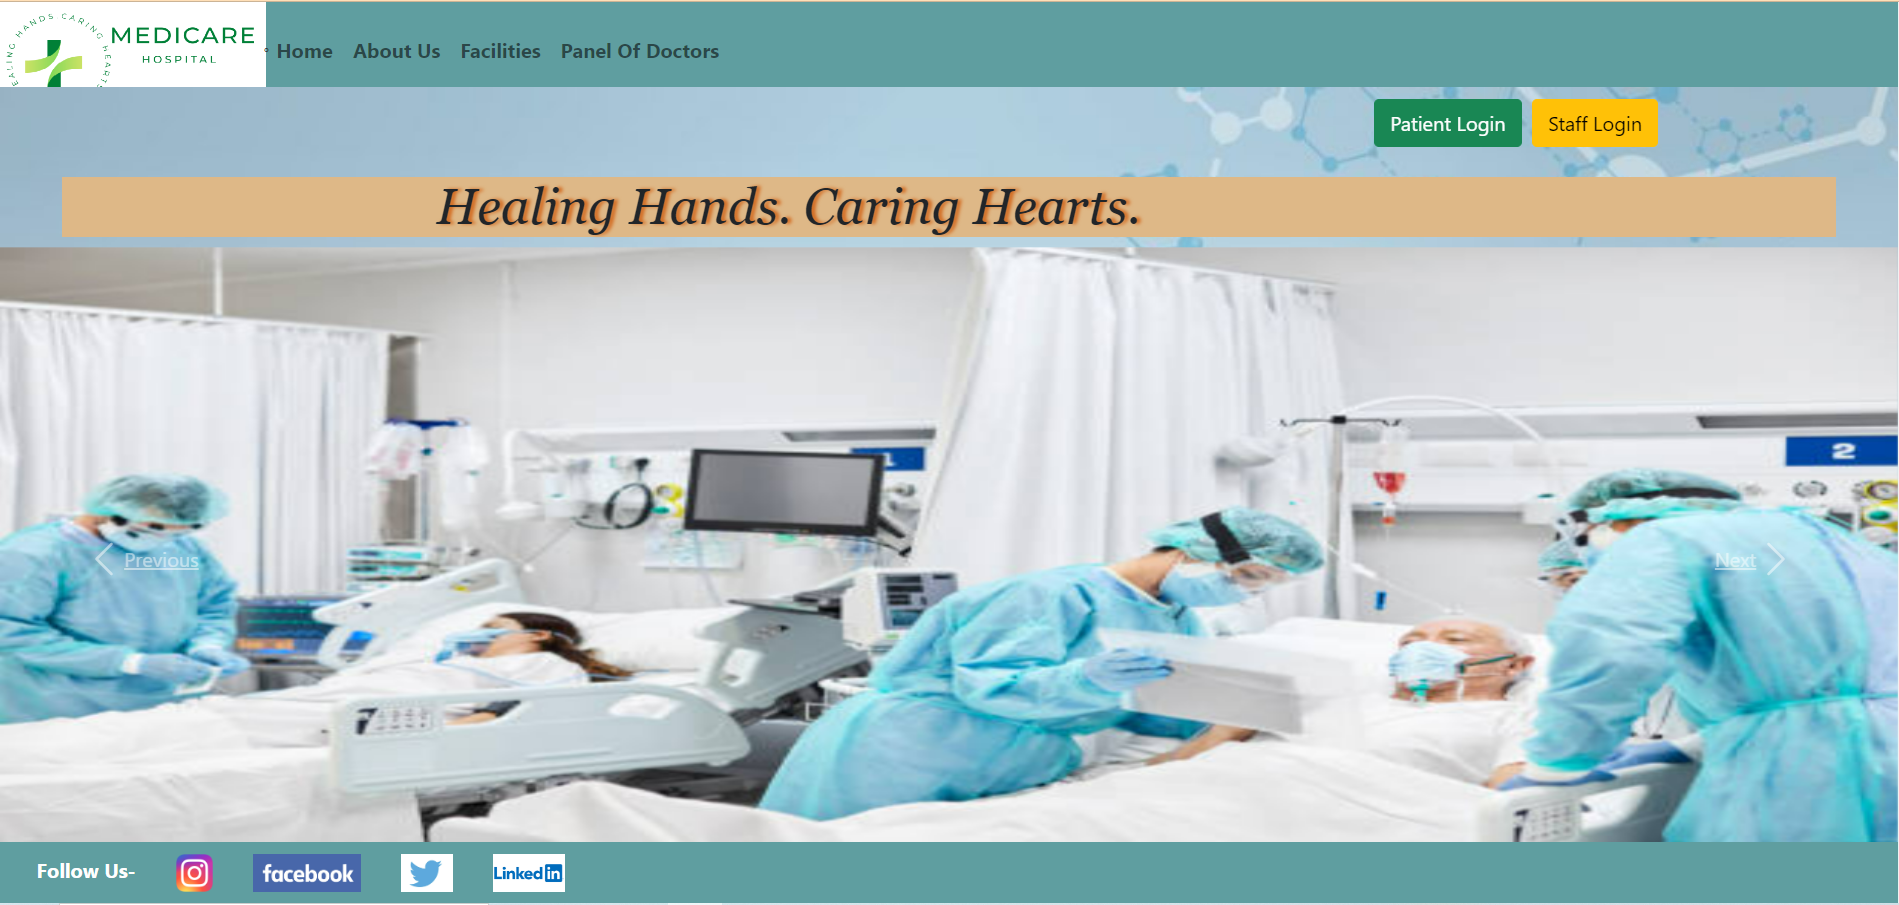 HEALING HANDS CARING HEARTS
MEDICARE
HOSPITAL
Home About Us Facilities Panel Of Doctors
Patient Login Staff Login
Healing Hands. Caring Hearts.
1
2
Previous
Next
Follow Us-
facebook
Linked in